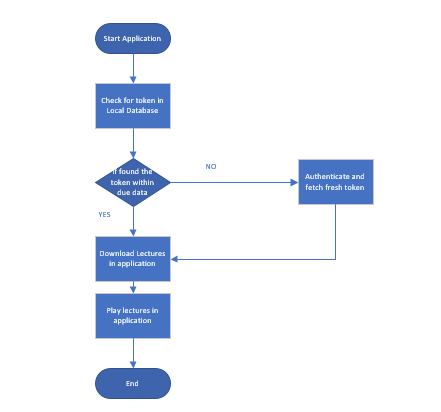 Start Application
Check for token in
Local Database
If found the
token within
due data
NO
Authenticate and
fetch fresh token
YES
Download Lectures
in application
Play lectures in
application
End